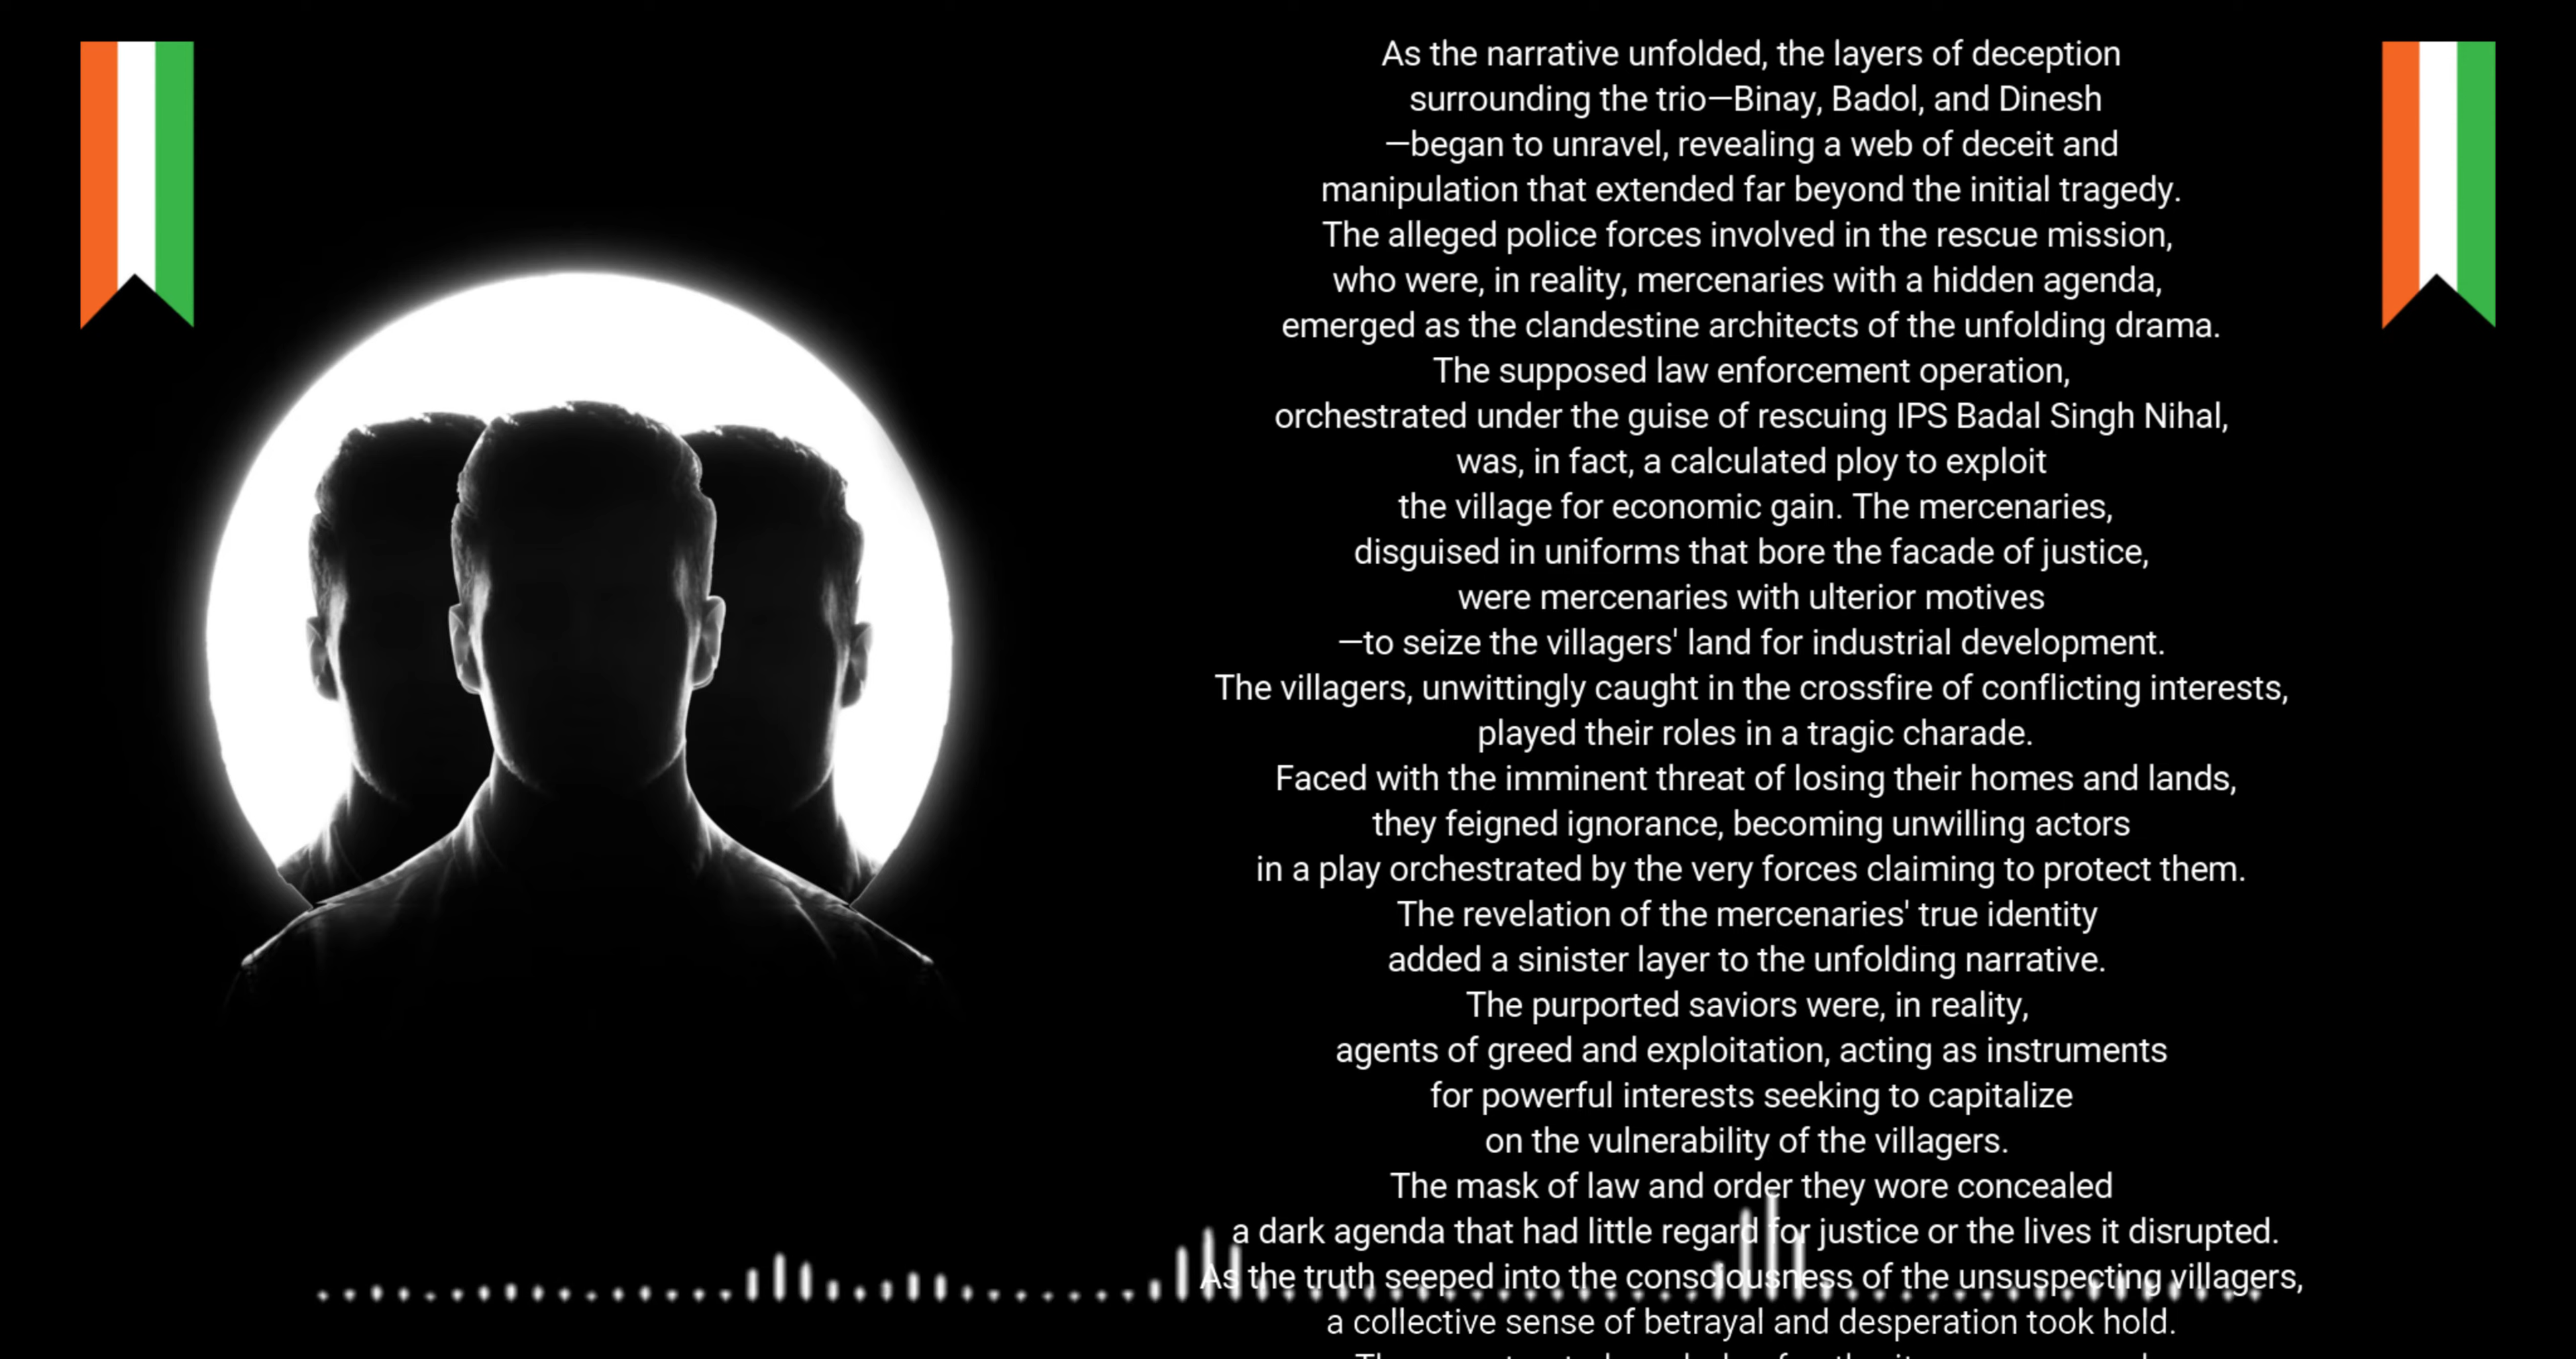 As the narrative unfolded, the layers of deception
surrounding the trio—Binay, Badol, and Dinesh
—began to unravel, revealing a web of deceit and
manipulation that extended far beyond the initial tragedy.
The alleged police forces involved in the rescue mission,
who were, in reality, mercenaries with a hidden agenda,
emerged as the clandestine architects of the unfolding drama.
The supposed law enforcement operation,
orchestrated under the guise of rescuing IPS Badal Singh Nihal,
was, in fact, a calculated ploy to exploit
the village for economic gain. The mercenaries,
disguised in uniforms that bore the facade of justice,
were mercenaries with ulterior motives
—to seize the villagers' land for industrial development.
The villagers, unwittingly caught in the crossfire of conflicting interests,
played their roles in a tragic charade.
Faced with the imminent threat of losing their homes and lands,
they feigned ignorance, becoming unwilling actors
in a play orchestrated by the very forces claiming to protect them.
The revelation of the mercenaries' true identity
added a sinister layer to the unfolding narrative.
The purported saviors were, in reality,
agents of greed and exploitation, acting as instruments
for powerful interests seeking to capitalize
on the vulnerability of the villagers.
The mask of law and order they wore concealed
a dark agenda that had little regard for justice or the lives it disrupted.
As the truth seeped into the consciousness of the unsuspecting villagers,
a collective sense of betrayal and desperation took hold.